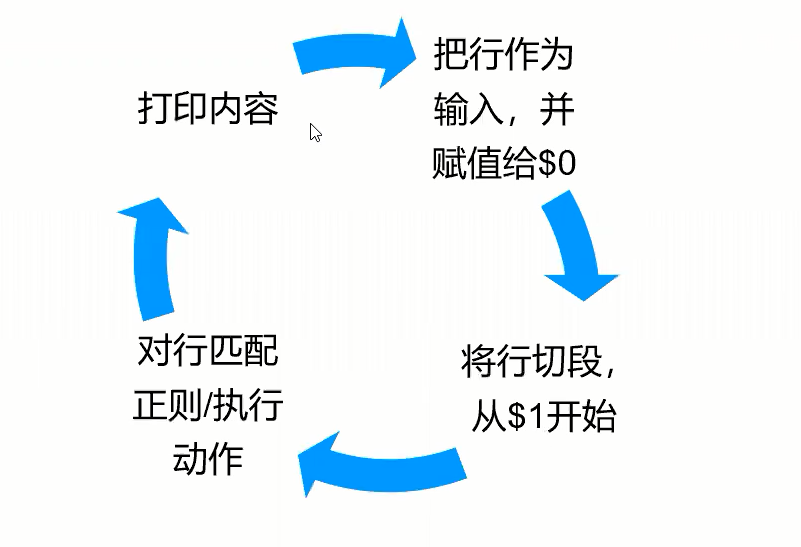 打印内容
把行作为
输入，并
赋值给$0
将行切段，
从$1开始
对行匹配
正则/执行
动作